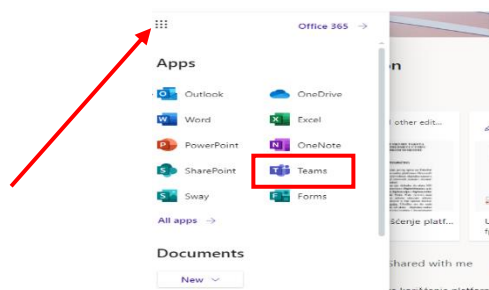 Office 365 →
Apps
Outlook OneDrive
Word Excel
PowerPoint OneNote
SharePoint Teams
Sway Forms
All apps →
Documents
New
n
other edit...
šćenje platf...
shared with me